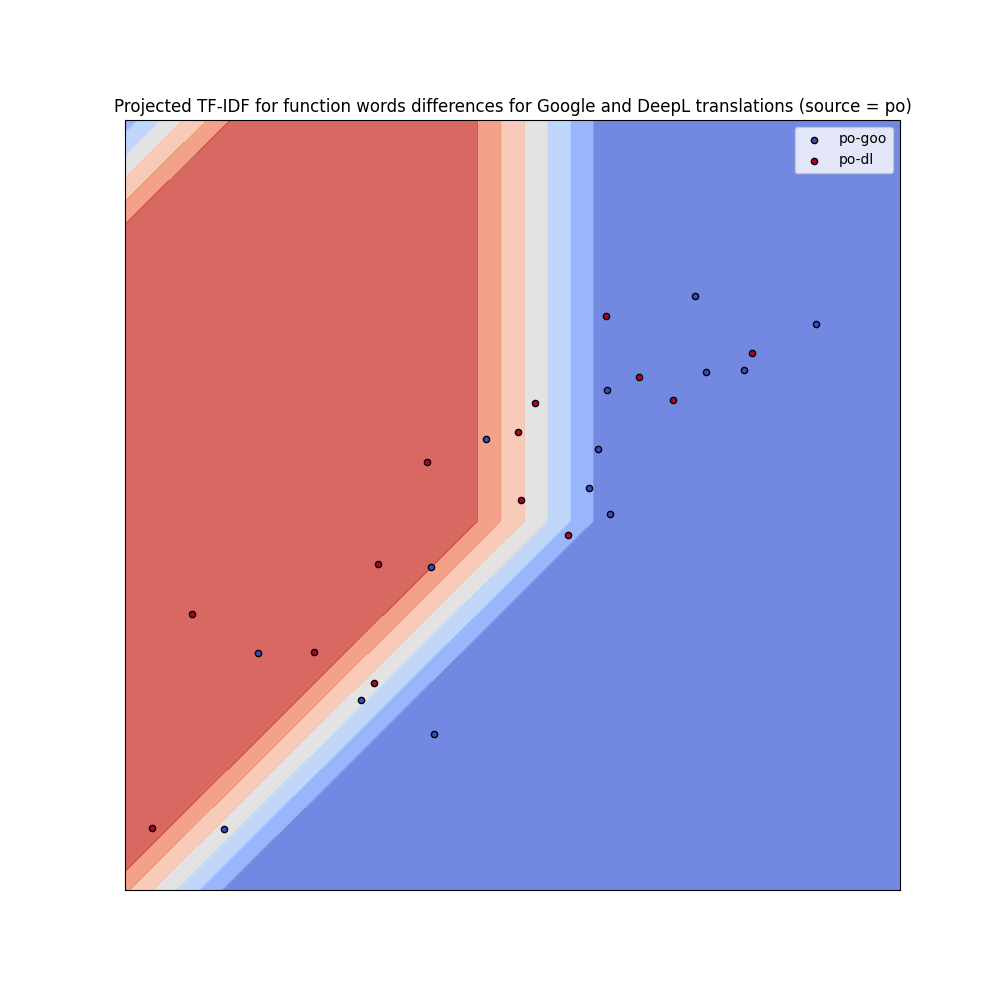 Projected TF-IDF for function words differences for Google and DeepL translations (source = po)
po-goo
po-dl